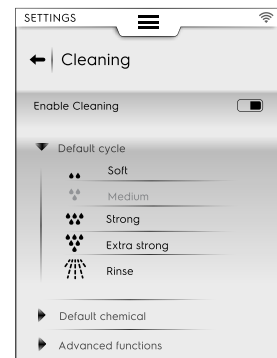 SETTINGS
Cleaning
Enable Cleaning
Default cycle
Soft
Medium
Strong
Extra strong
Rinse
Default chemical
Advanced functions